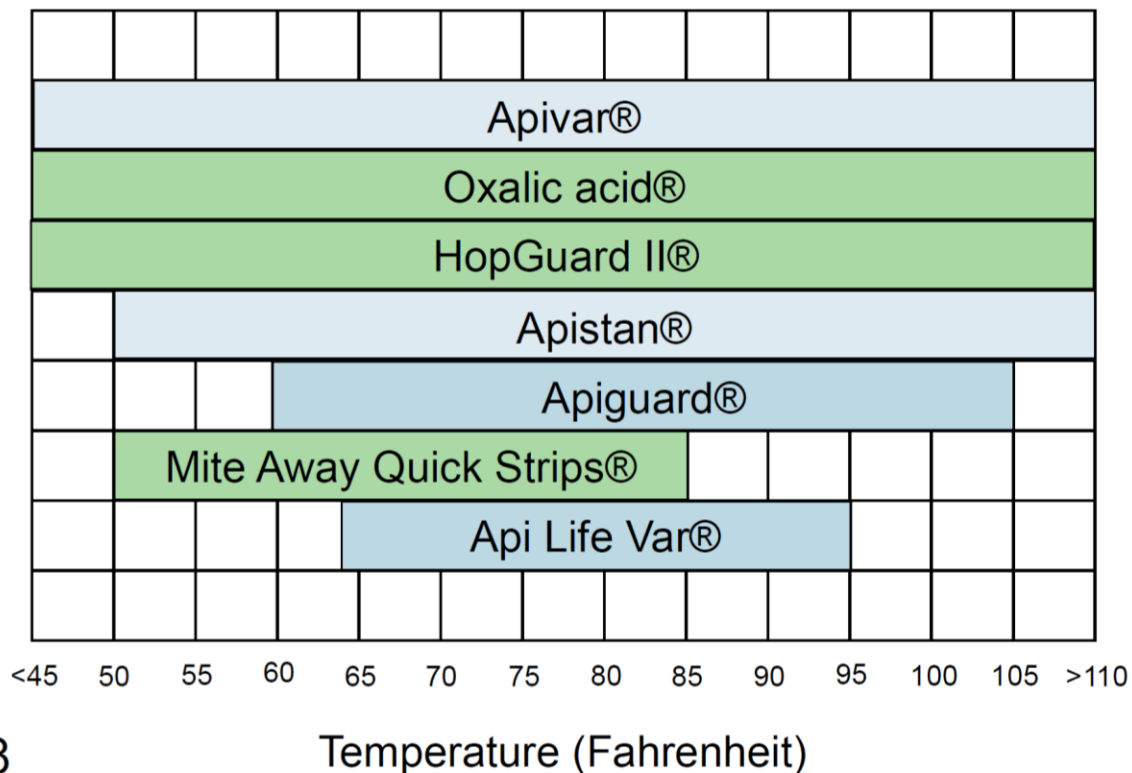 Apivar®
Oxalic acid®
HopGuard II®
Apistan®
Apiguard®
Mite Away Quick Strips®
Api Life Var®
<45 50 55 60 65 70 75 80 85 90 95 100 105 >110
Temperature (Fahrenheit)